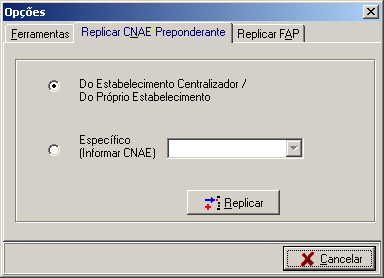 Opções
Ferramentas
Replicar CNAE Preponderante
Replicar FAP
Do Estabelecimento Centralizador /
Do Próprio Estabelecimento
Específico
(Informar CNAE)
Replicar
Cancelar